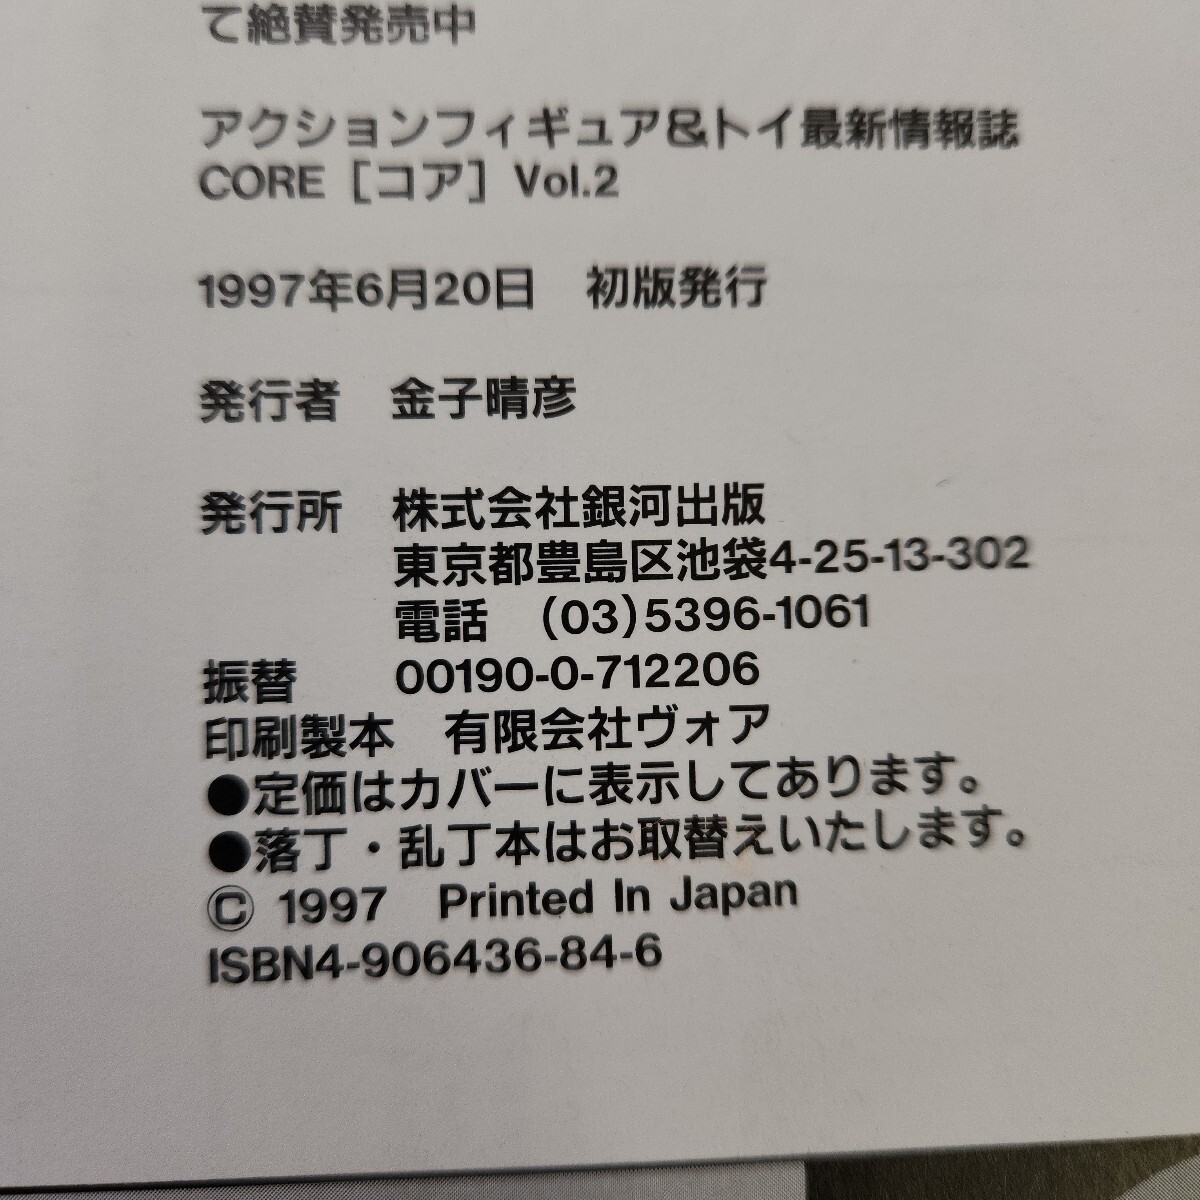 て絶賛発売中
アクションフィギュア&トイ最新情報誌
CORE［コア］Vol.2
1997年6月20日　初版発行
発行者　金子晴彦
発行所　株式会社銀河出版
東京都豊島区池袋4-25-13-302
電話　(03)5396-1061
振替　00190-0-712206
印刷製本　有限会社ヴォア
●定価はカバーに表示してあります。
●落丁・乱丁本はお取替えいたします。
© 1997　Printed In Japan
ISBN4-906436-84-6